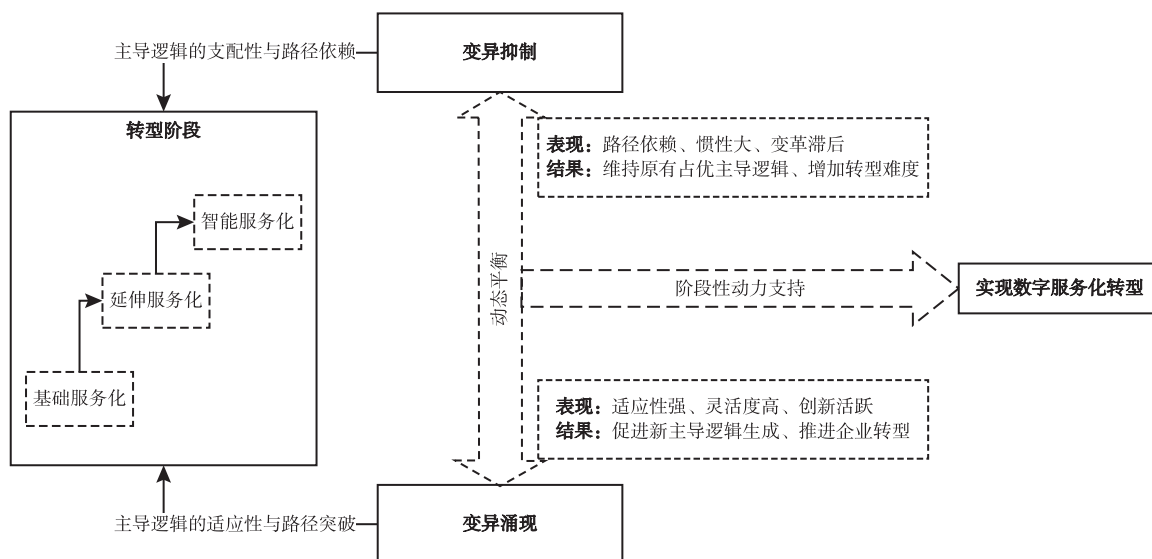 主导逻辑的支配性与路径依赖
变异抑制
转型阶段
表现：路径依赖、惯性大、变革滞后
结果：维持原有占优主导逻辑、增加转型难度
智能服务化
延伸服务化
基础服务化
动态平衡
阶段性动力支持
实现数字服务化转型
表现：适应性强、灵活度高、创新活跃
结果：促进新主导逻辑生成、推进企业转型
主导逻辑的适应性与路径突破
变异涌现